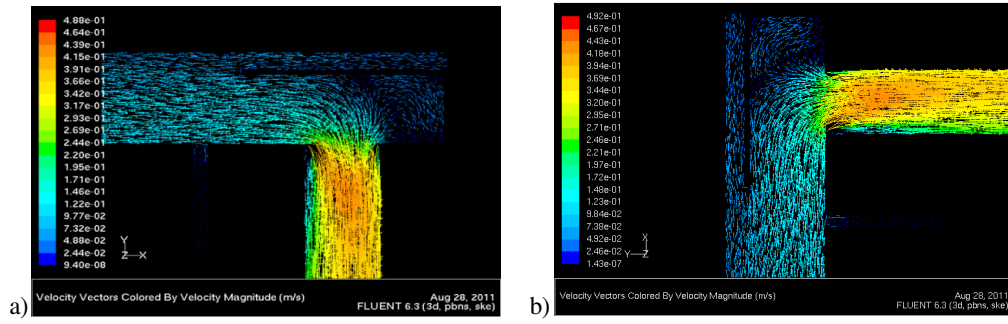 4.88e-01
4.64e-01
4.39e-01
4.15e-01
3.91e-01
3.66e-01
3.42e-01
3.17e-01
2.93e-01
2.69e-01
2.44e-01
2.20e-01
1.95e-01
1.71e-01
1.46e-01
1.22e-01
9.77e-02
7.32e-02
4.88e-02
2.44e-02
9.40e-08
Y
Z X
Velocity Vectors Colored By Velocity Magnitude (m/s)
Aug 28, 2011
FLUENT 6.3 (3d, pbns, ske)
a)
4.92e-01
4.67e-01
4.43e-01
4.18e-01
3.94e-01
3.69e-01
3.44e-01
3.20e-01
2.95e-01
2.71e-01
2.46e-01
2.21e-01
1.97e-01
1.72e-01
1.48e-01
1.23e-01
9.84e-02
7.38e-02
4.92e-02
2.46e-02
1.43e-07
X
Y Z
Velocity Vectors Colored By Velocity Magnitude (m/s)
Aug 28, 2011
FLUENT 6.3 (3d, pbns, ske)
b)